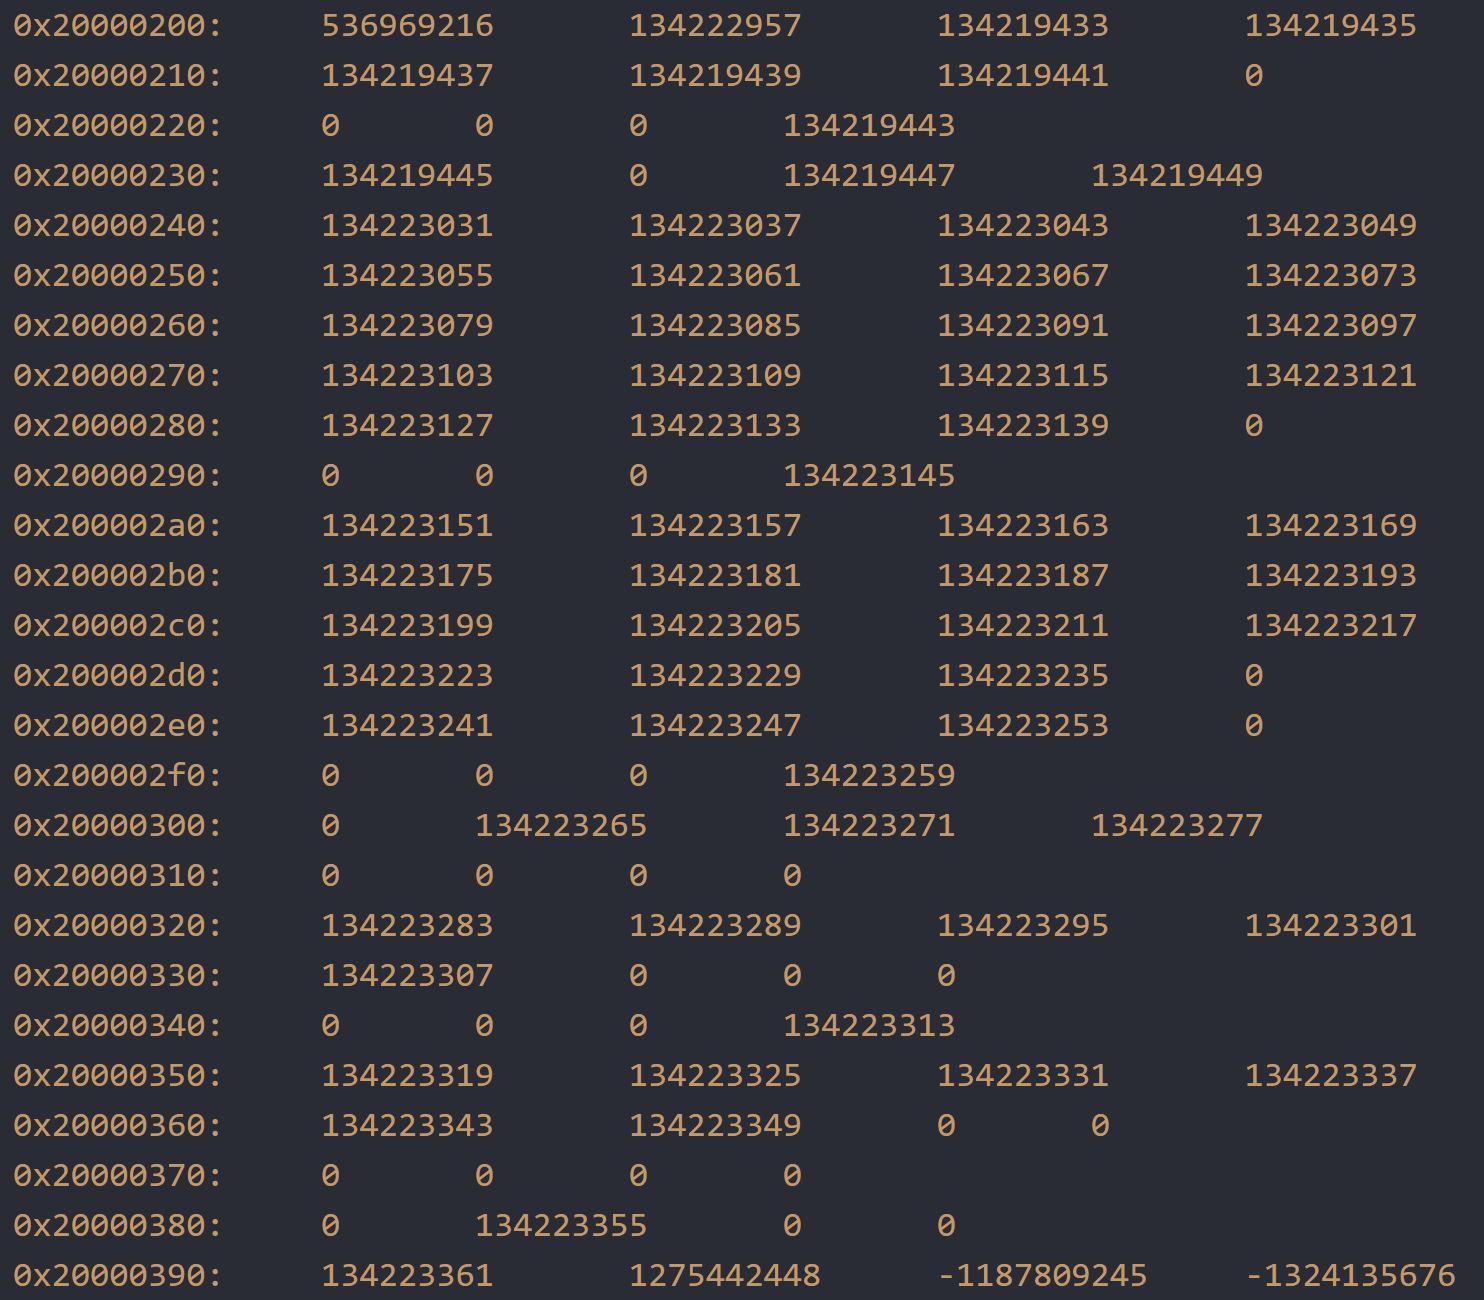 0x20000200: 536969216 134222957 134219433 134219435
0x20000210: 134219437 134219439 134219441 0
0x20000220: 0 0 0 134219443
0x20000230: 134219445 0 134219447 134219449
0x20000240: 134223031 134223037 134223043 134223049
0x20000250: 134223055 134223061 134223067 134223073
0x20000260: 134223079 134223085 134223091 134223097
0x20000270: 134223103 134223109 134223115 134223121
0x20000280: 134223127 134223133 134223139 0
0x20000290: 0 0 0 134223145
0x200002a0: 134223151 134223157 134223163 134223169
0x200002b0: 134223175 134223181 134223187 134223193
0x200002c0: 134223199 134223205 134223211 134223217
0x200002d0: 134223223 134223229 134223235 0
0x200002e0: 134223241 134223247 134223253 0
0x200002f0: 0 0 0 134223259
0x20000300: 0 134223265 134223271 134223277
0x20000310: 0 0 0 0
0x20000320: 134223283 134223289 134223295 134223301
0x20000330: 134223307 0 0 0
0x20000340: 0 0 0 134223313
0x20000350: 134223319 134223325 134223331 134223337
0x20000360: 134223343 134223349 0 0
0x20000370: 0 0 0 0
0x20000380: 0 134223355 0 0
0x20000390: 134223361 1275442448 -1187809245 -1324135676